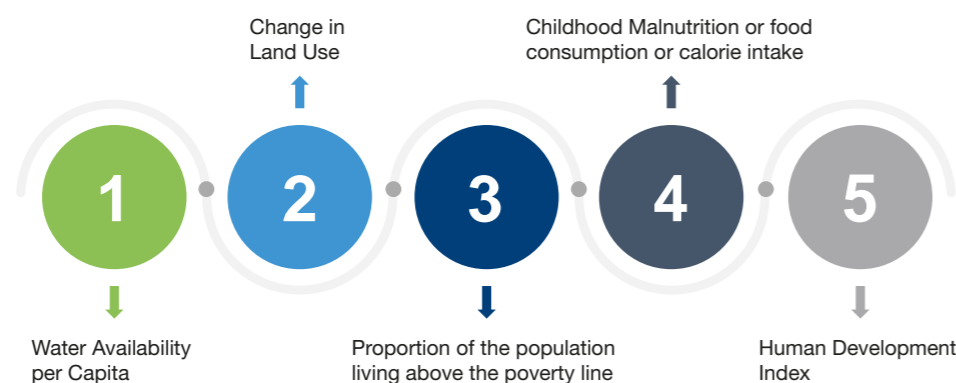 Change in
Land Use
Childhood Malnutrition or food
consumption or calorie intake
1
2
3
4
5
Water Availability
per Capita
Proportion of the population
living above the poverty line
Human Development
Index